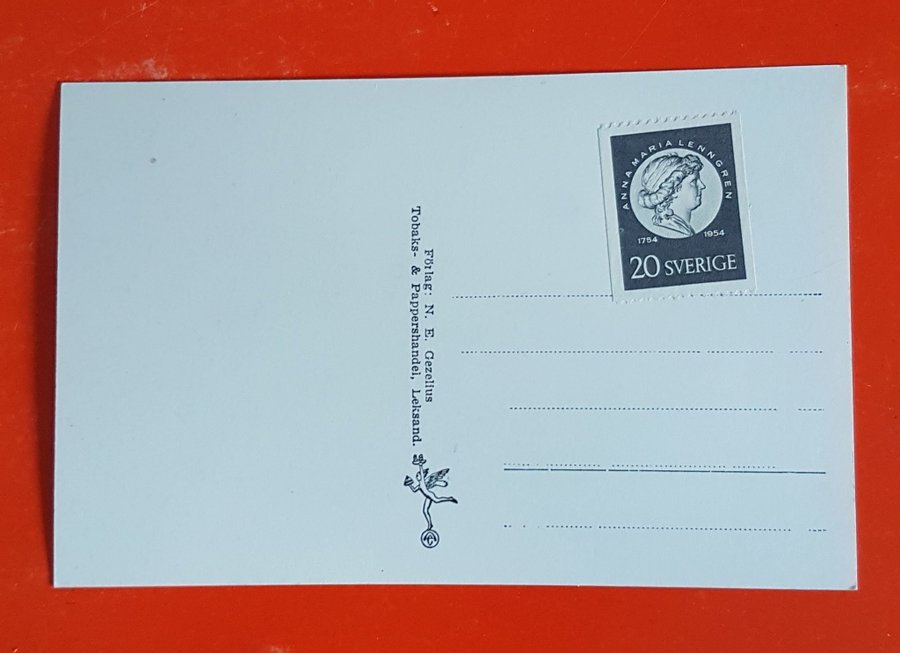 ANNA MARIA LENNGREN
1754 1954
20 SVERIGE
Förlag: N. E. Gezelius
Tobaks- & Pappershandel, Leksand.